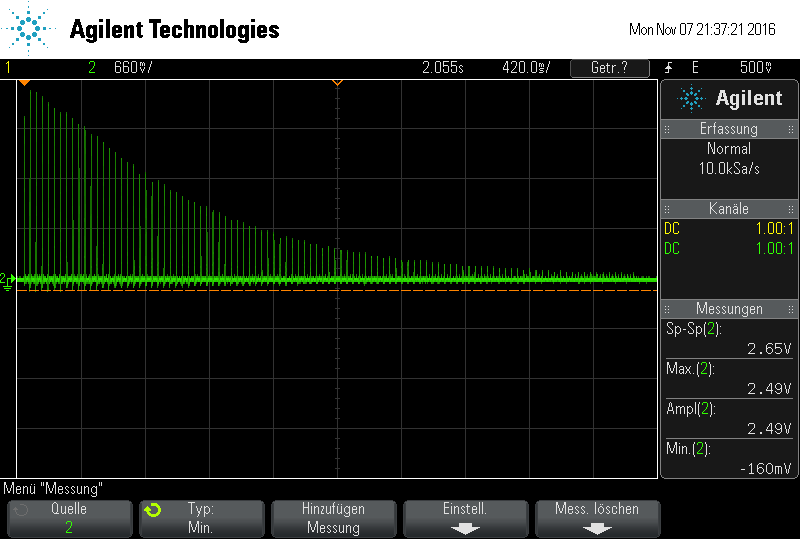 Agilent Technologies
Mon Nov 07 21:37:21 2016
1 2 660mV/ 2.055s 420.0ms/ Getr.? E 500mV
Agilent
Erfassung
Normal
10.0kSa/s
Kanäle
DC 1.00:1
DC 1.00:1
Messungen
Sp-Sp(2):
2.65V
Max.(2):
2.49V
Ampl(2):
2.49V
Min.(2):
-160mV
2
Menü "Messung"
Quelle
2
Typ:
Min.
Hinzufügen
Messung
Einstell.
Mess. löschen